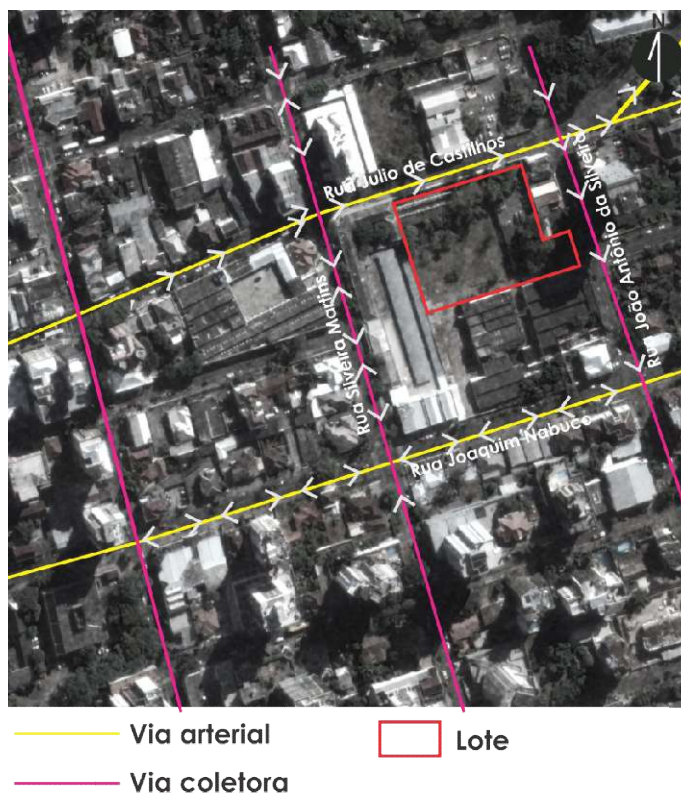 N
Rua Julio de Castilhos
Rua João Antônio da Silveira
Rua Silveira Martins
Rua Joaquim Nabuco
Via arterial
Lote
Via coletora